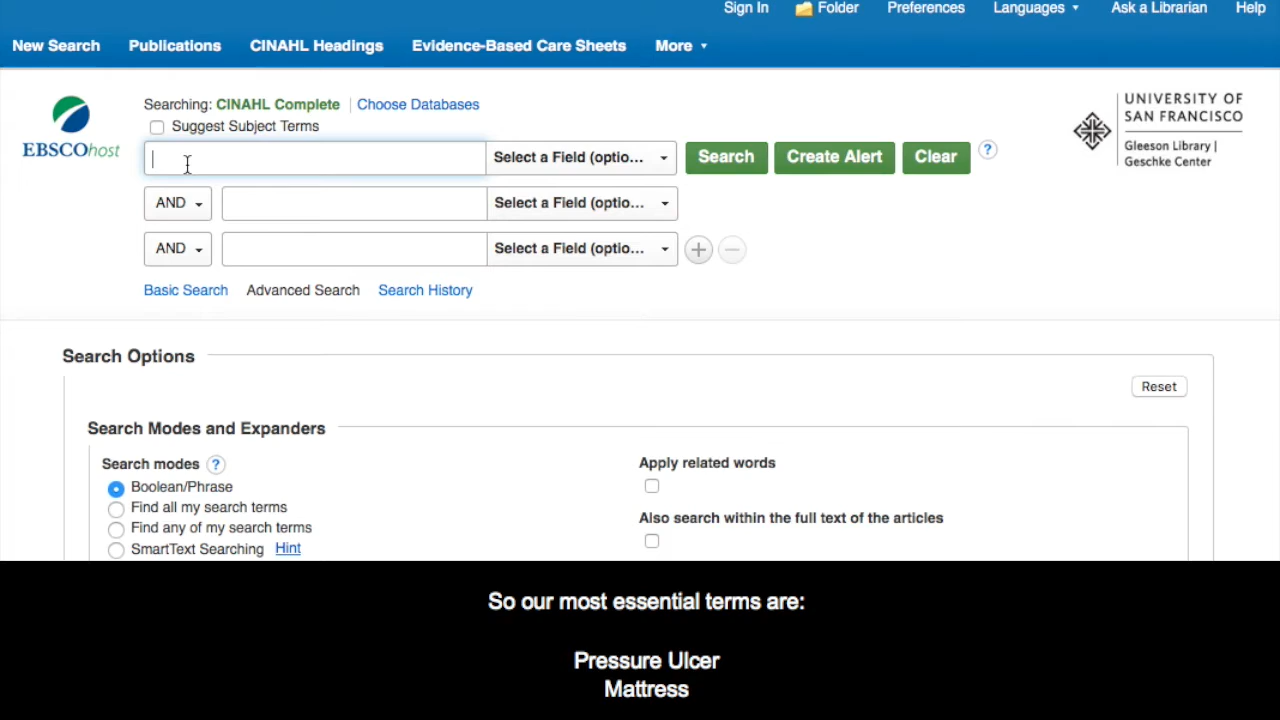 Sign In Folder Preferences Languages Ask a Librarian Help
New Search Publications CINAHL Headings Evidence-Based Care Sheets More
Searching: CINAHL Complete Choose Databases
Suggest Subject Terms
Select a Field (optio... Search Create Alert Clear ?
AND Select a Field (optio...
AND Select a Field (optio...
Basic Search Advanced Search Search History
EBSCOhost
UNIVERSITY OF
SAN FRANCISCO
Gleeson Library |
Geschke Center
Search Options
Reset
Search Modes and Expanders
Search modes ?
Boolean/Phrase
Find all my search terms
Find any of my search terms
SmartText Searching Hint
Apply related words
Also search within the full text of the articles
So our most essential terms are:
Pressure Ulcer
Mattress